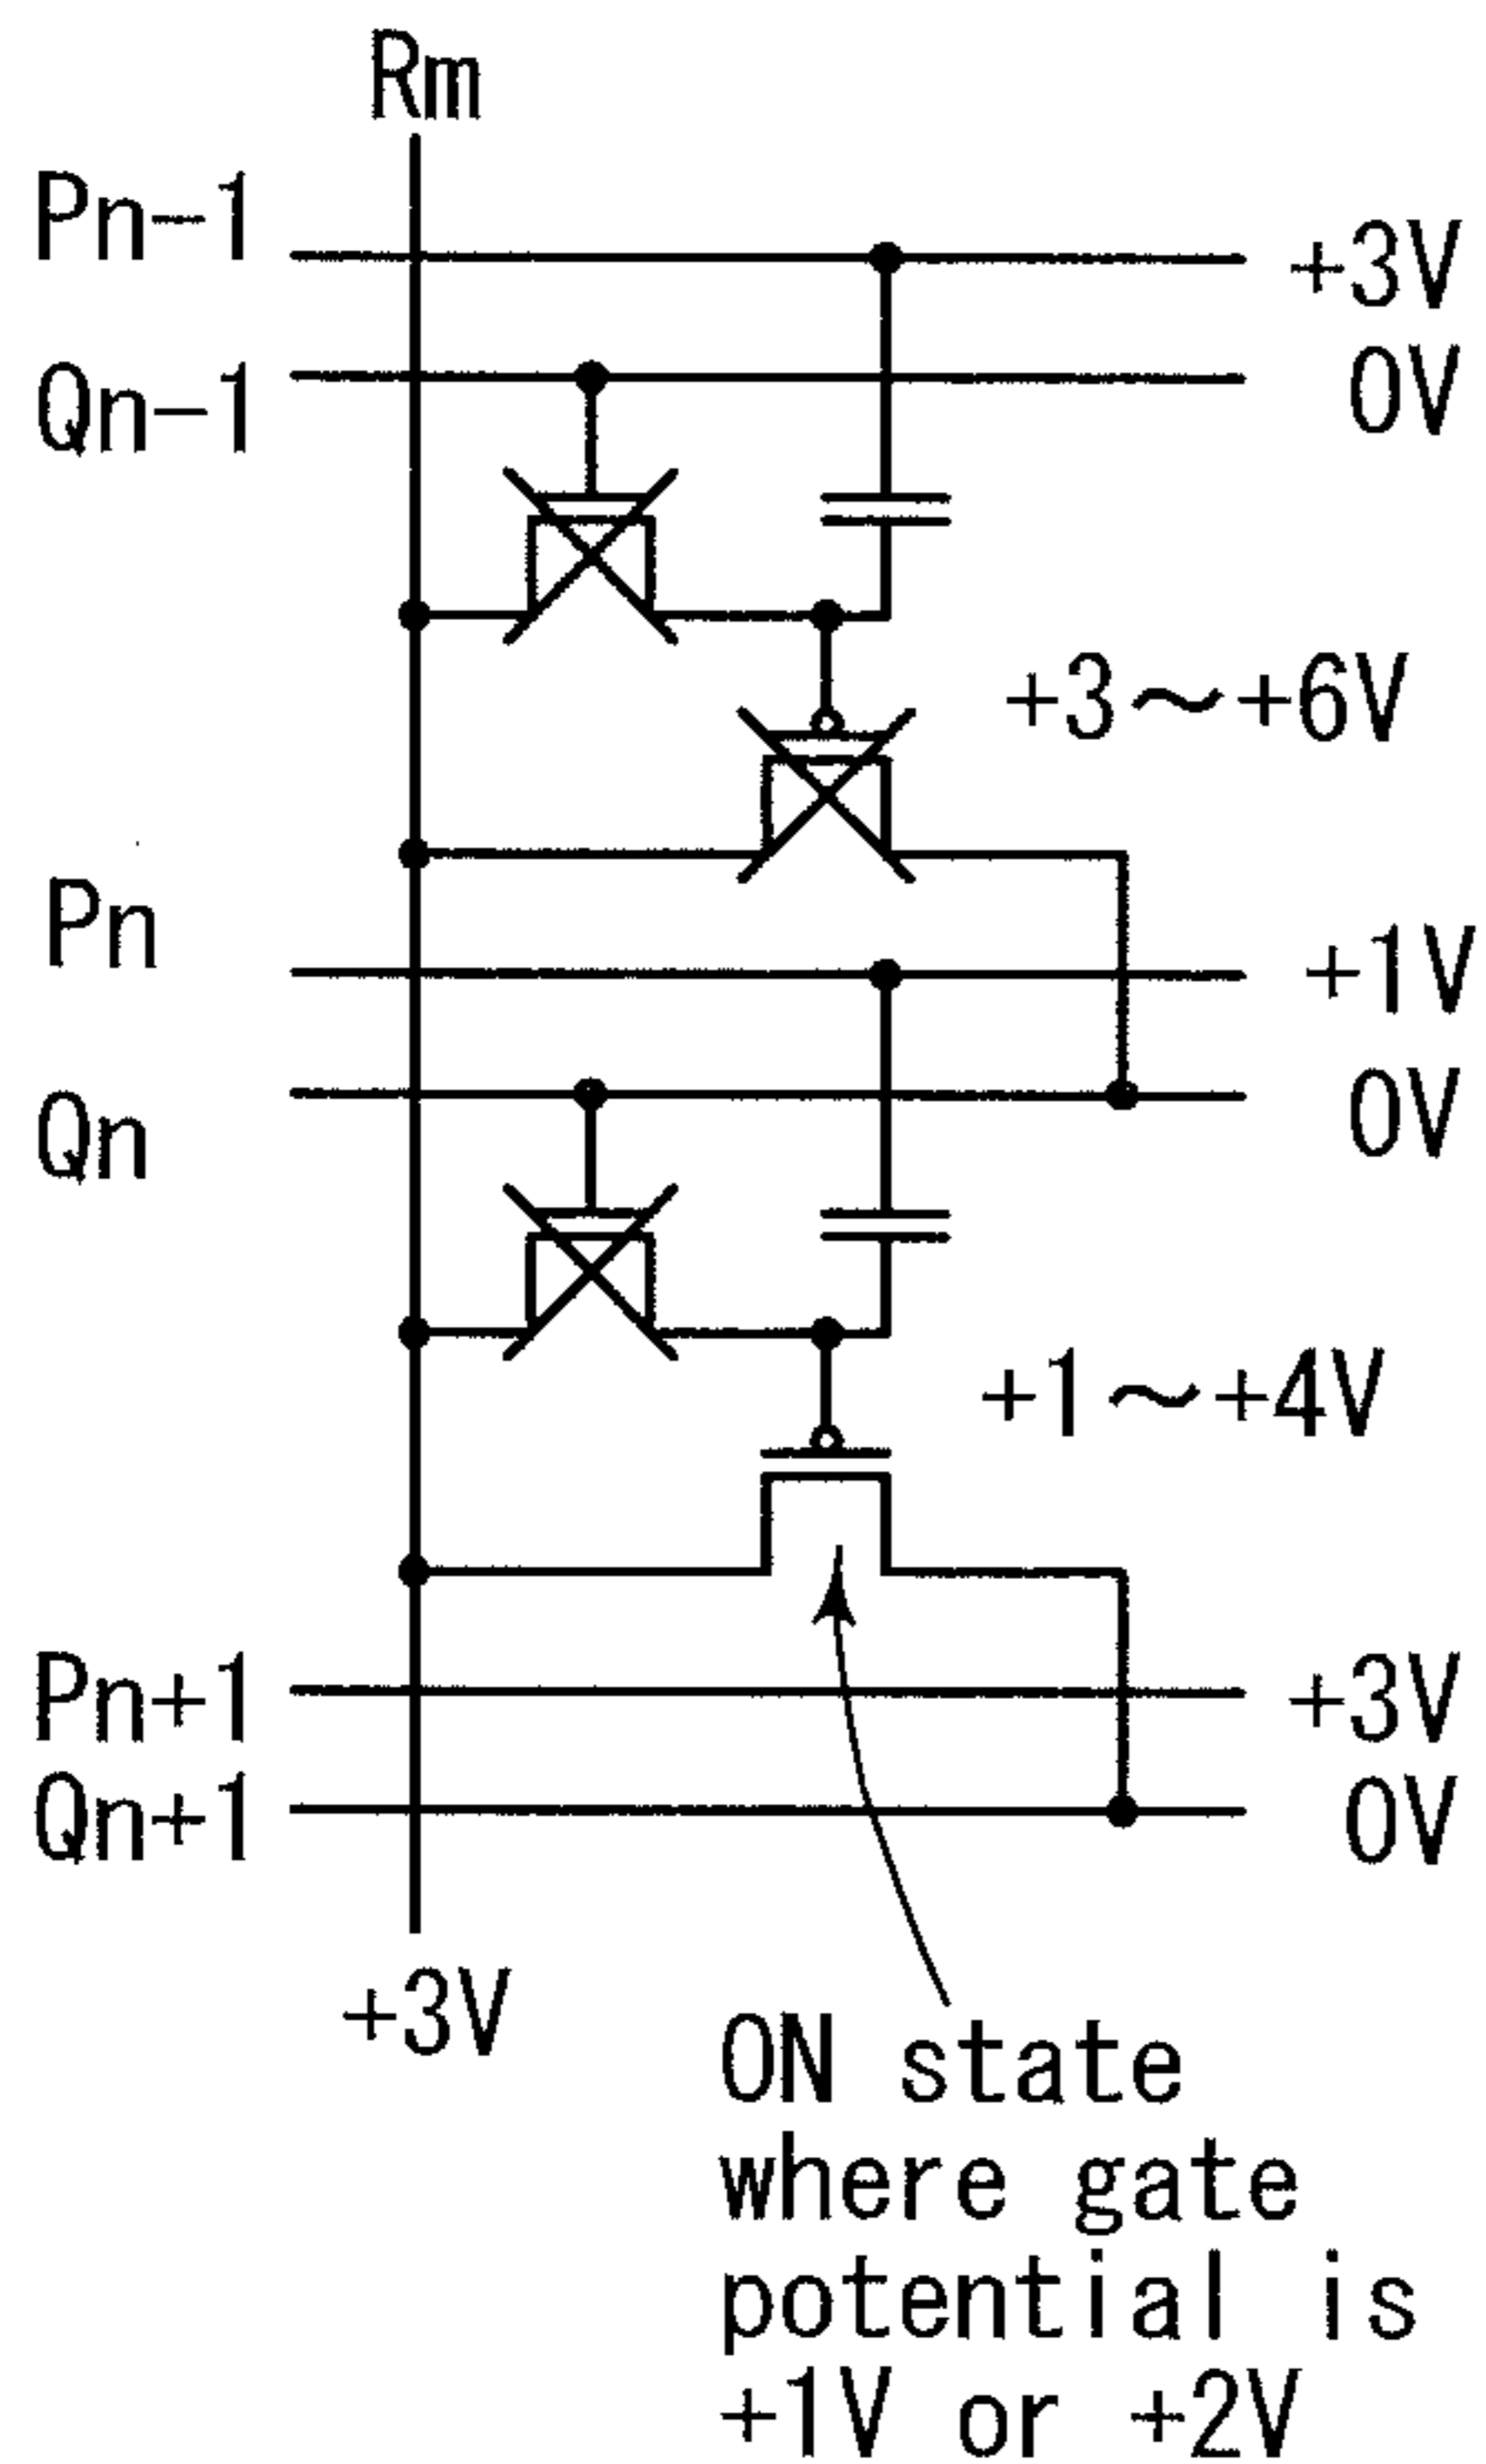 Rm
Pn-1
+3V
Qn-1
0V
+3～+6V
Pn
+1V
Qn
0V
+1～+4V
Pn+1
+3V
Qn+1
0V
+3V
ON state
where gate
potential is
+1V or +2V